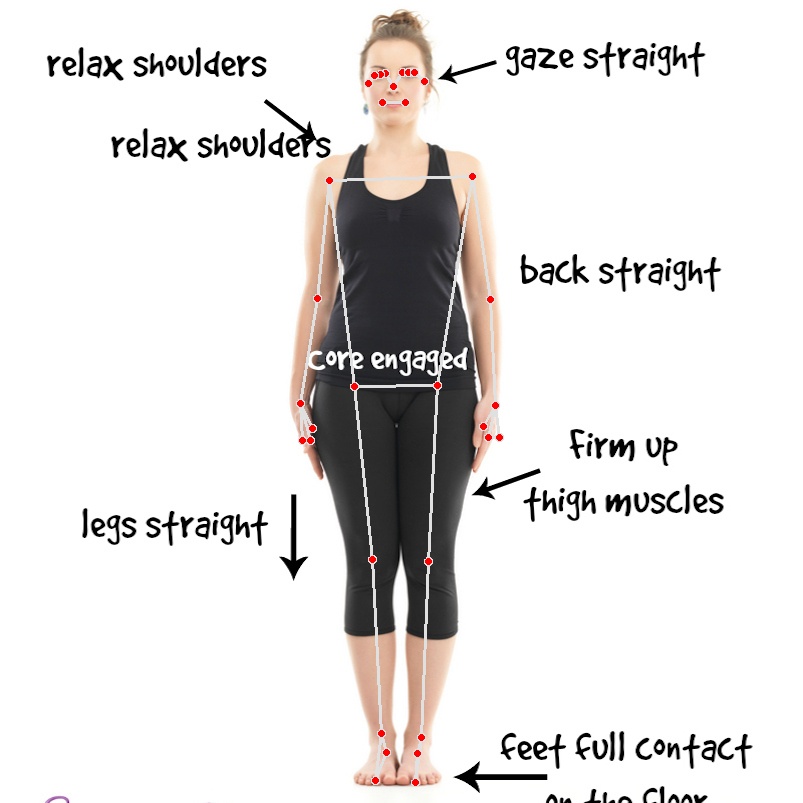 relax shoulders
gaze straight
relax shoulders
back straight
core engaged
firm up
thigh muscles
legs straight
feet full contact
on the floor